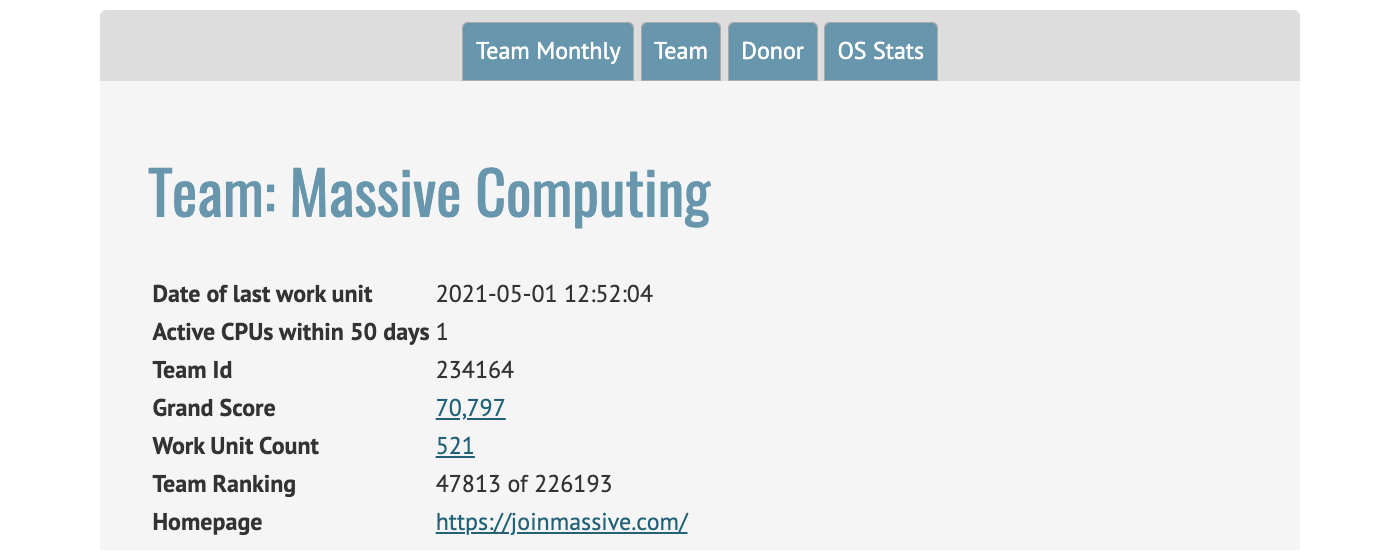 Team Monthly Team Donor OS Stats
Team: Massive Computing
Date of last work unit 2021-05-01 12:52:04
Active CPUs within 50 days 1
Team Id 234164
Grand Score 70,797
Work Unit Count 521
Team Ranking 47813 of 226193
Homepage https://joinmassive.com/